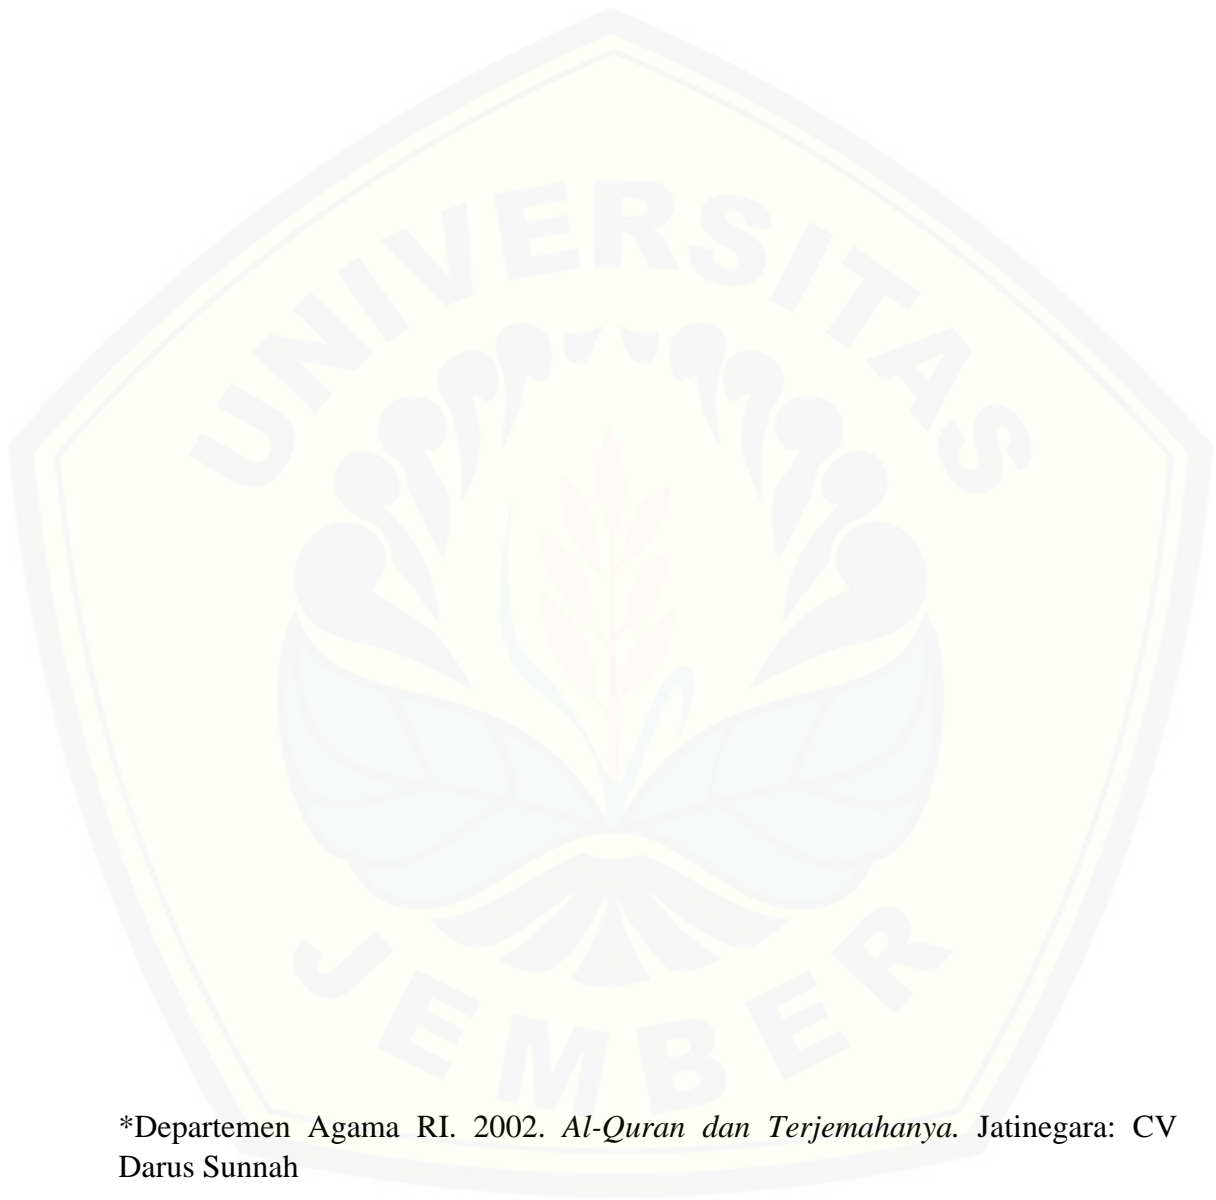 UNIVERSITAS
JEMBER
*Departemen Agama RI. 2002. Al-Quran dan Terjemahanya. Jatinegara: CV
Darus Sunnah